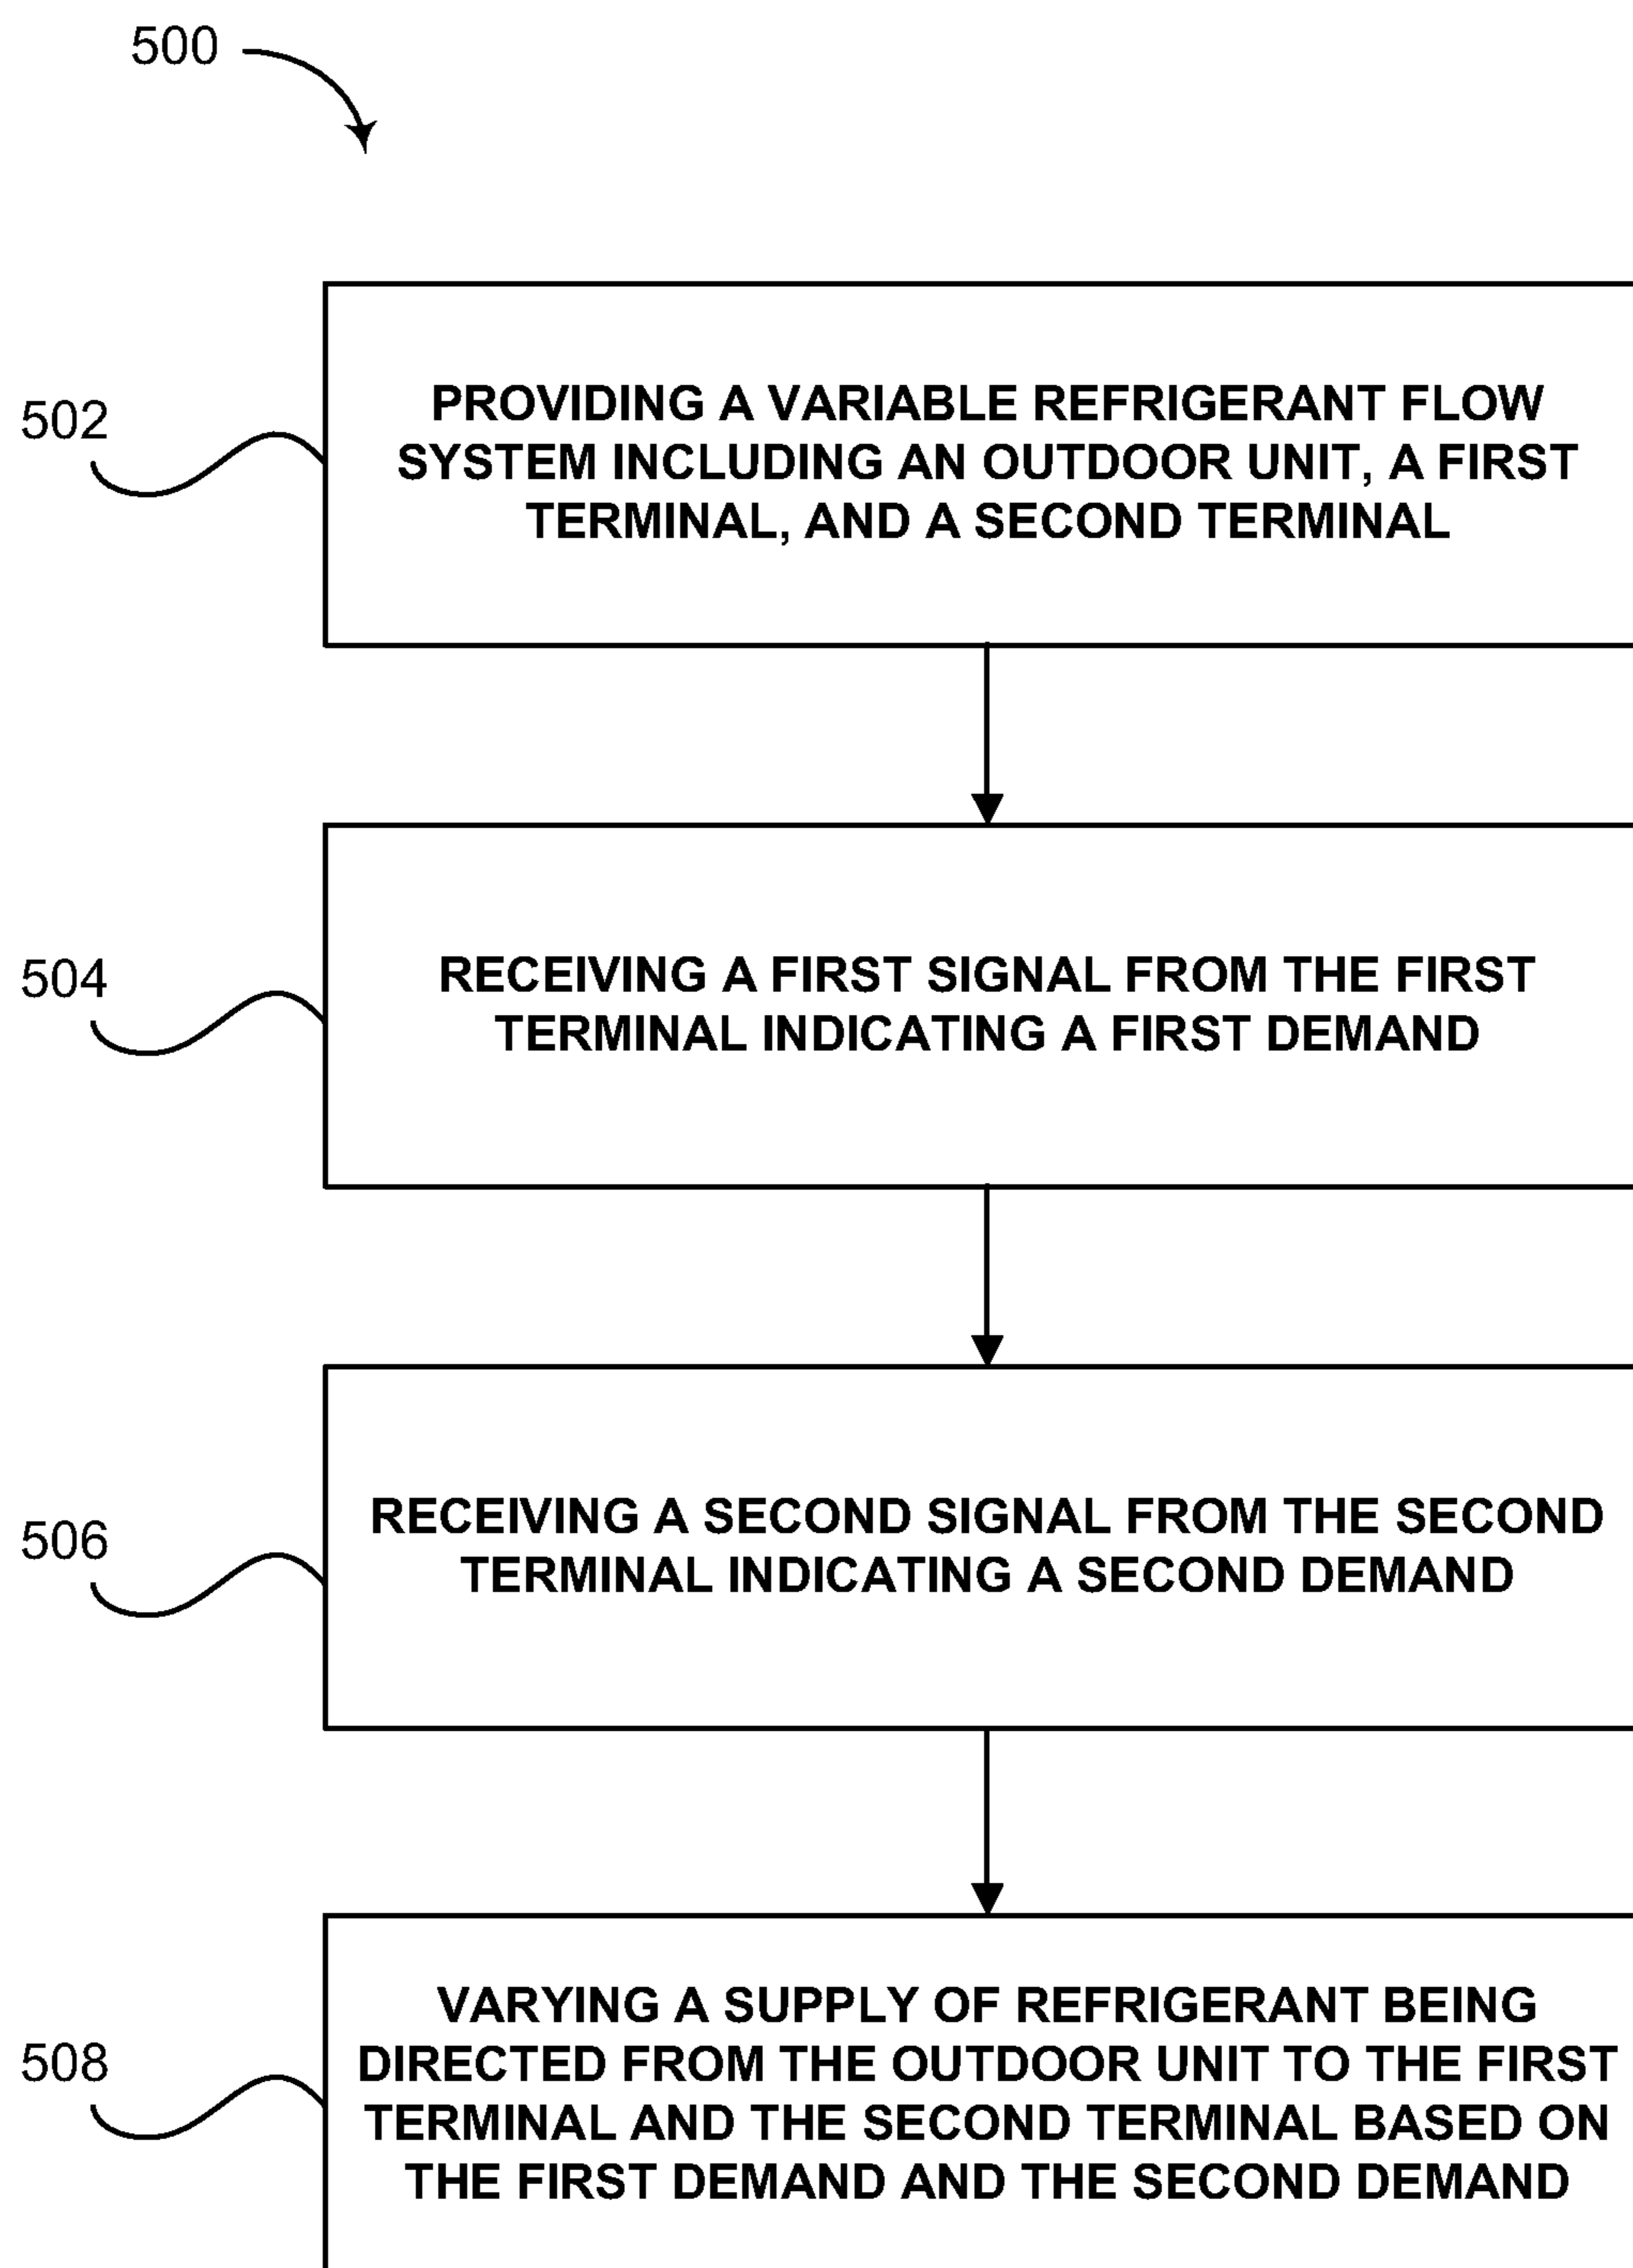 500
502
PROVIDING A VARIABLE REFRIGERANT FLOW
SYSTEM INCLUDING AN OUTDOOR UNIT, A FIRST
TERMINAL, AND A SECOND TERMINAL
504
RECEIVING A FIRST SIGNAL FROM THE FIRST
TERMINAL INDICATING A FIRST DEMAND
506
RECEIVING A SECOND SIGNAL FROM THE SECOND
TERMINAL INDICATING A SECOND DEMAND
508
VARYING A SUPPLY OF REFRIGERANT BEING
DIRECTED FROM THE OUTDOOR UNIT TO THE FIRST
TERMINAL AND THE SECOND TERMINAL BASED ON
THE FIRST DEMAND AND THE SECOND DEMAND